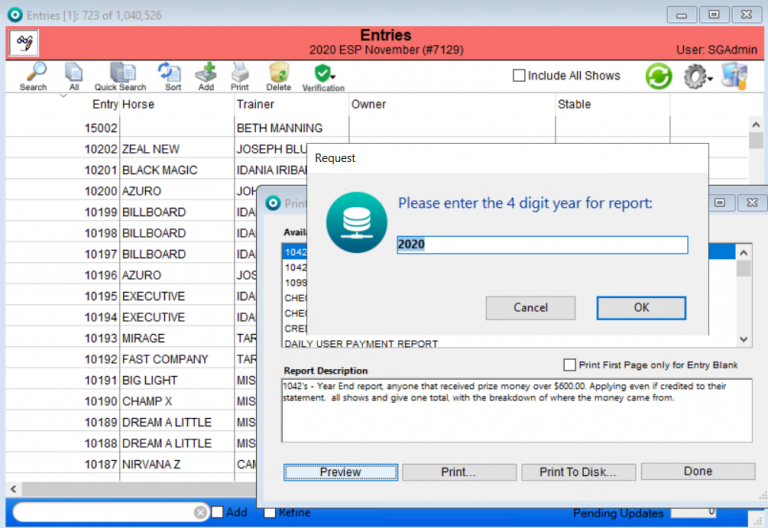 Entries [1]: 723 of 1,040,526
Entries
2020 ESP November (#7129)
User: SGAdmin
Search
All
Quick Search
Sort
Add
Print
Delete
Verification
Include All Shows
Entry Horse Trainer Owner Stable
15002 BETH MANNING
10202 ZEAL NEW JOSEPH BLU
10201 BLACK MAGIC IDANIA IRIBA
10200 AZURO JOH
10199 BILLBOARD IDA
10198 BILLBOARD IDA
10197 BILLBOARD IDA
10196 AZURO JOS
10195 EXECUTIVE IDA
10194 EXECUTIVE IDA
10193 MIRAGE TAR
10192 FAST COMPANY TAR
10191 BIG LIGHT MIS
10190 CHAMP X MIS
10189 DREAM A LITTLE MIS
10188 DREAM A LITTLE MIS
10187 NIRVANA Z CAM
Add
Refine
Pending Updates 0
Print
Availa
1042
1042
1099
CHEC
CHEC
CRED
DAILY USER PAYMENT REPORT
Print First Page only for Entry Blank
Report Description
1042's - Year End report, anyone that received prize money over $600.00. Applying even if credited to their
statement. all shows and give one total, with the breakdown of where the money came from.
Preview
Print...
Print To Disk...
Done
Request
Please enter the 4 digit year for report:
2020
Cancel
OK